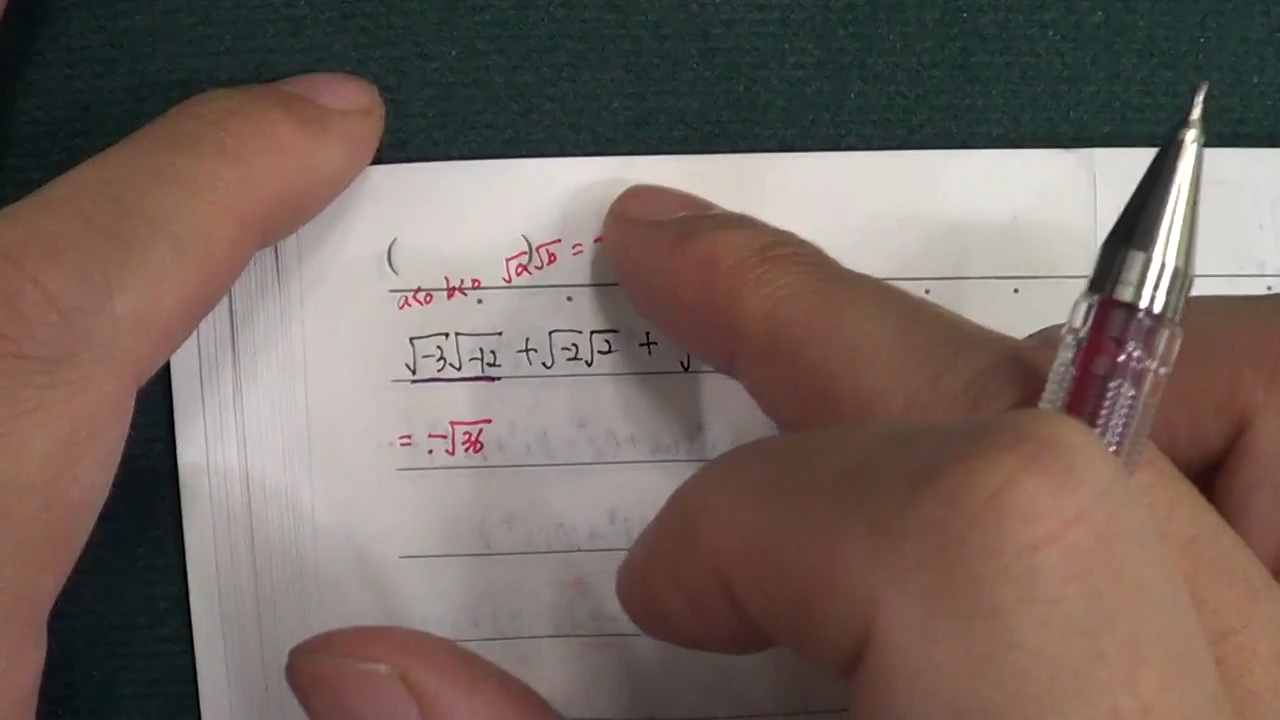 (          )
a<0 b<0 √a √b = -
√-3 √-12 + √-2 √2 + √
= -√36